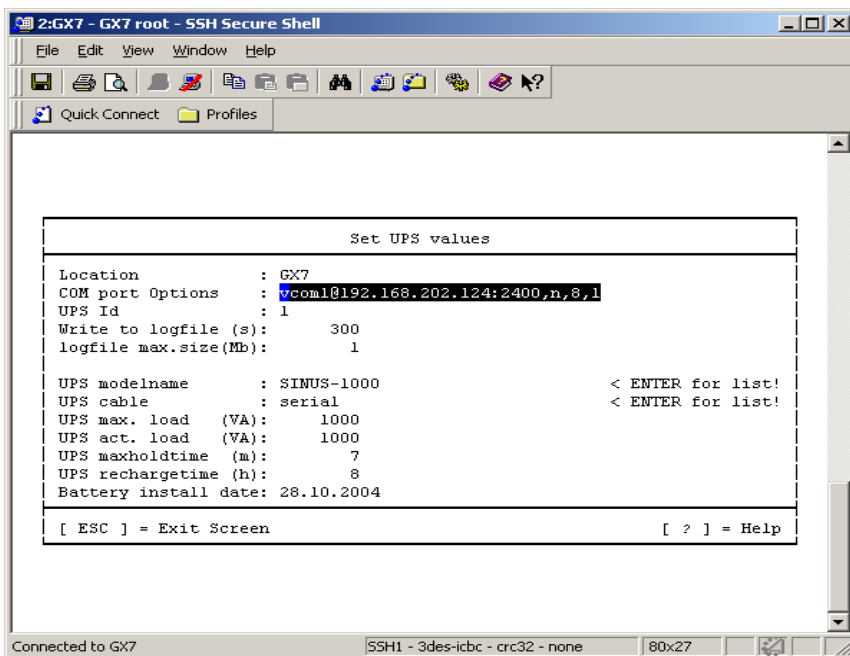 2:GX7 - GX7 root - SSH Secure Shell
File Edit View Window Help
Quick Connect Profiles
Set UPS values
Location : GX7
COM port Options : vcom1@192.168.202.124:2400,n,8,1
UPS Id : 1
Write to logfile (s): 300
logfile max.size(Mb): 1
UPS modelname : SINUS-1000 < ENTER for list!
UPS cable : serial < ENTER for list!
UPS max. load (VA): 1000
UPS act. load (VA): 1000
UPS maxholdtime (m): 7
UPS rechargetime (h): 8
Battery install date: 28.10.2004
[ ESC ] = Exit Screen [ ? ] = Help
Connected to GX7 SSH1 - 3des-icbc - crc32 - none 80x27